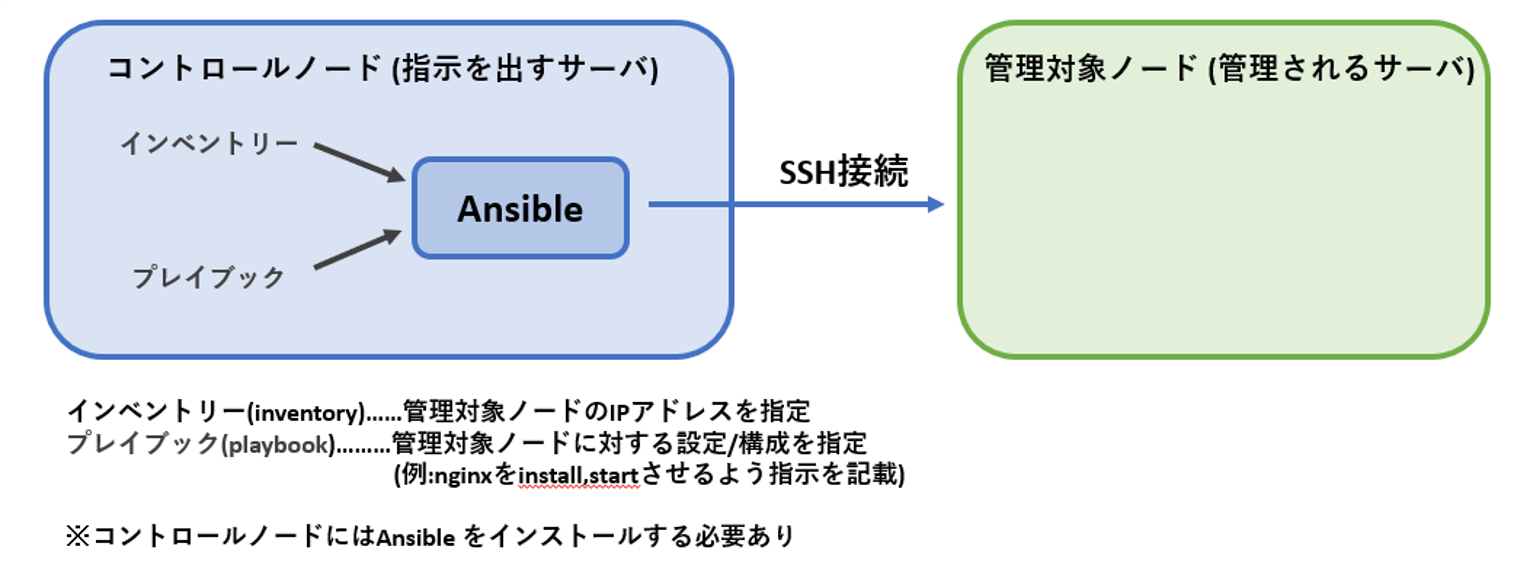 コントロールノード (指示を出すサーバ)
管理対象ノード (管理されるサーバ)
インベントリー
SSH接続
Ansible
プレイブック
インベントリー(inventory)……管理対象ノードのIPアドレスを指定
プレイブック(playbook)………管理対象ノードに対する設定/構成を指定
(例:nginxをinstall,startさせるよう指示を記載)
※コントロールノードにはAnsible をインストールする必要あり